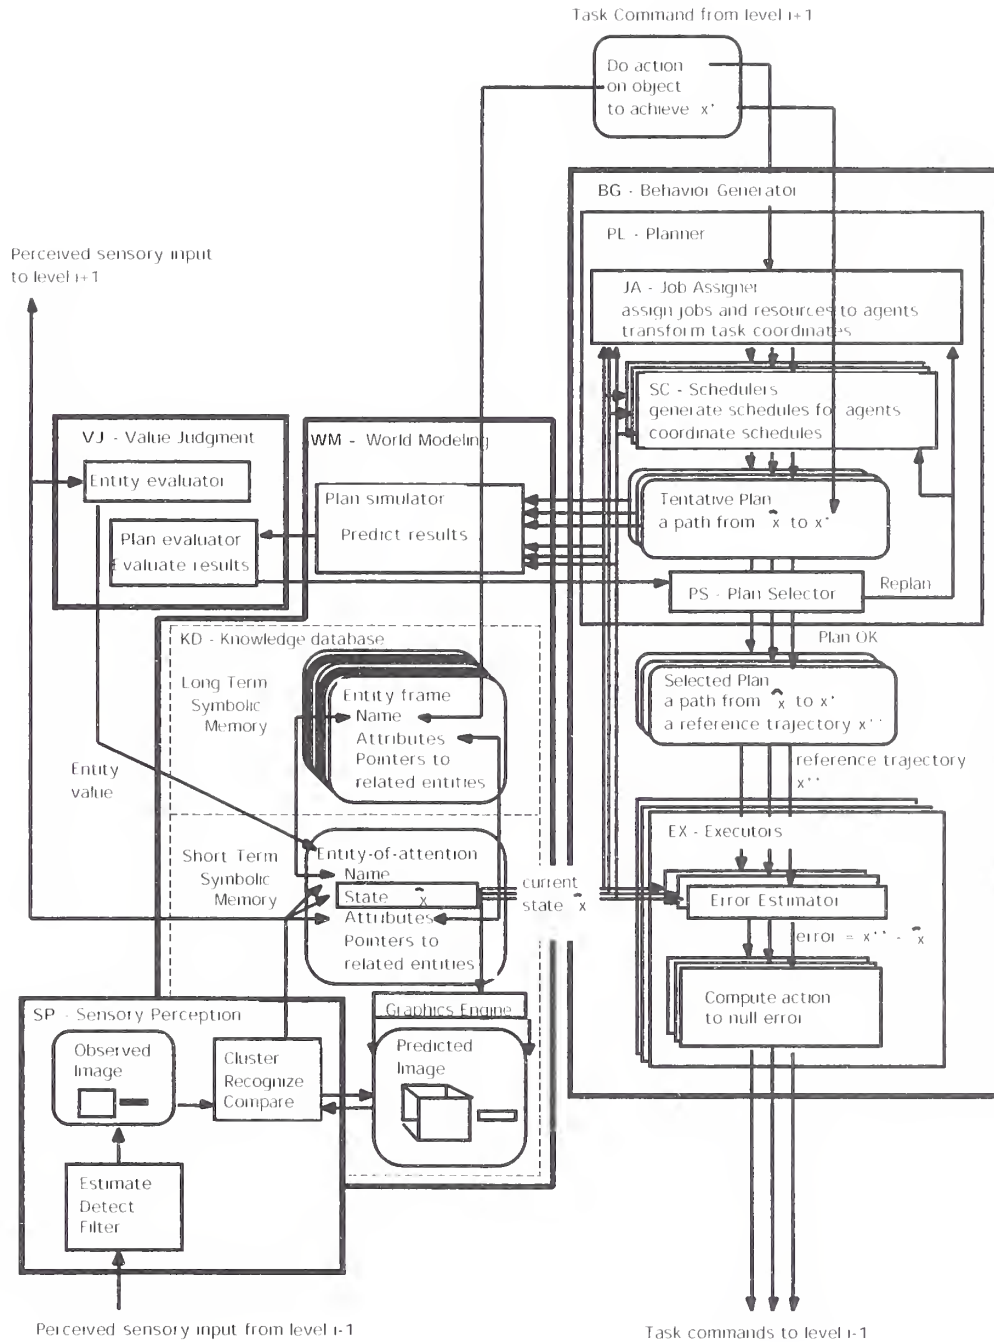 Task Command from level i+1
Do action
on object
to achieve x'
BG - Behavior Generator
PL - Planner
Perceived sensory input
to level i+1
JA - Job Assigner
assign jobs and resources to agents
transform task coordinates
SC - Schedulers
generate schedules for agents
coordinate schedules
VJ - Value Judgment
WM - World Modeling
Entity evaluator
Plan simulator
Predict results
Tentative Plan
a path from x̂ to x'
Plan evaluator
Evaluate results
PS - Plan Selector
Replan
Plan OK
KD - Knowledge database
Long Term
Symbolic
Memory
Entity frame
Name
Attributes
Pointers to
related entities
Selected Plan
a path from x̂ to x'
a reference trajectory x''
Entity
value
reference trajectory
x''
EX - Executors
Short Term
Symbolic
Memory
Entity-of-attention
Name
State x̂
Attributes
Pointers to
related entities
current
state x̂
Error Estimator
error = x'' - x̂
Compute action
to null error
SP - Sensory Perception
Graphics Engine
Observed
Image
Cluster
Recognize
Compare
Predicted
Image
Estimate
Detect
Filter
Perceived sensory input from level i-1
Task commands to level i-1